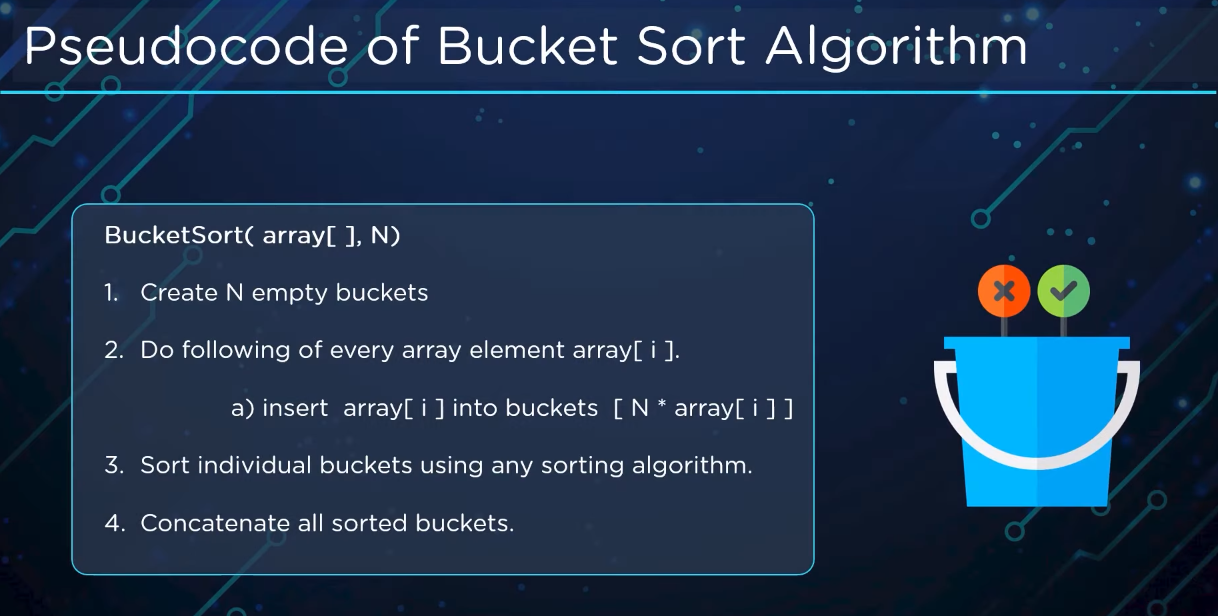 Pseudocode of Bucket Sort Algorithm
BucketSort( array[ ], N)
1. Create N empty buckets
2. Do following of every array element array[ i ].
a) insert array[ i ] into buckets [ N * array[ i ] ]
3. Sort individual buckets using any sorting algorithm.
4. Concatenate all sorted buckets.